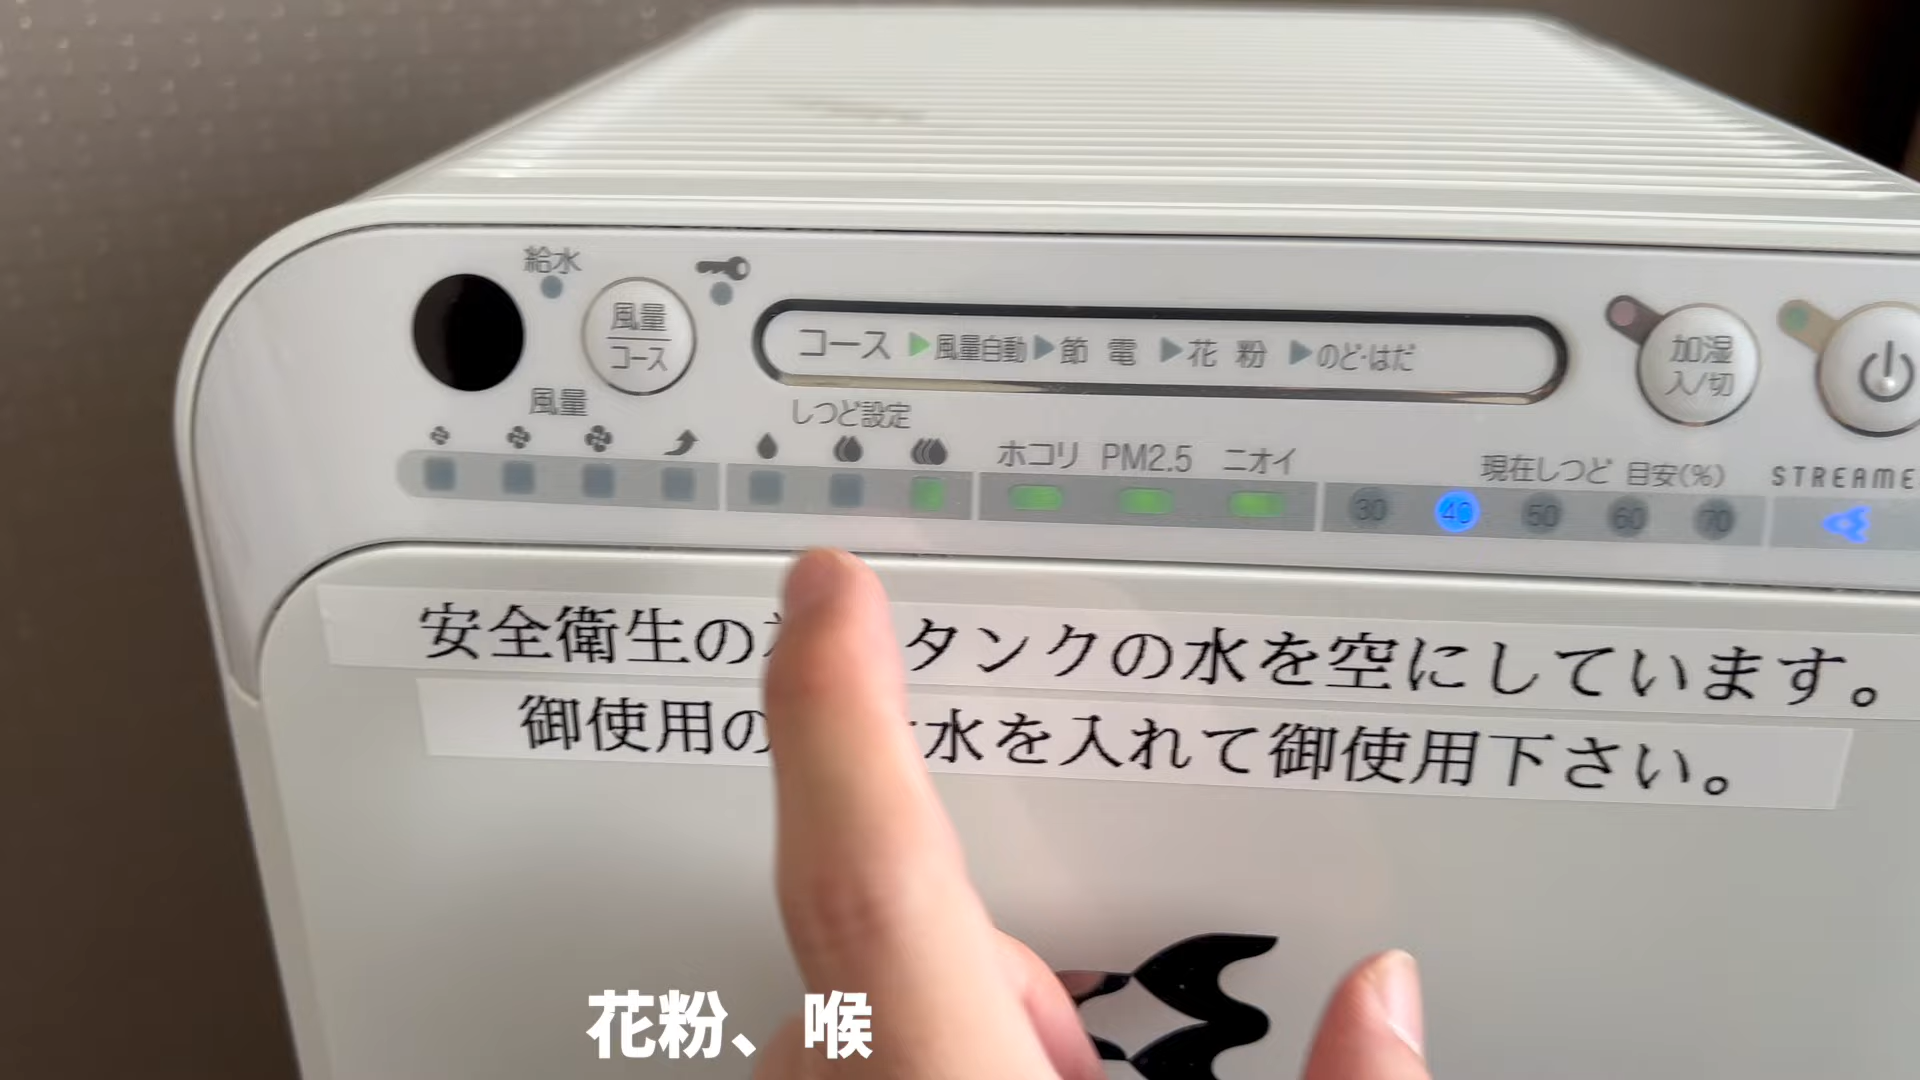 給水
風量
コース
コース 風量自動 節電 花粉 のど・はだ
加湿
入/切
風量
しつど設定
ホコリ PM2.5 ニオイ
現在しつど 目安(%)
STREAME
30 40 50 60 70
安全衛生の タンクの水を空にしています。
御使用の 水を入れて御使用下さい。
花粉、喉